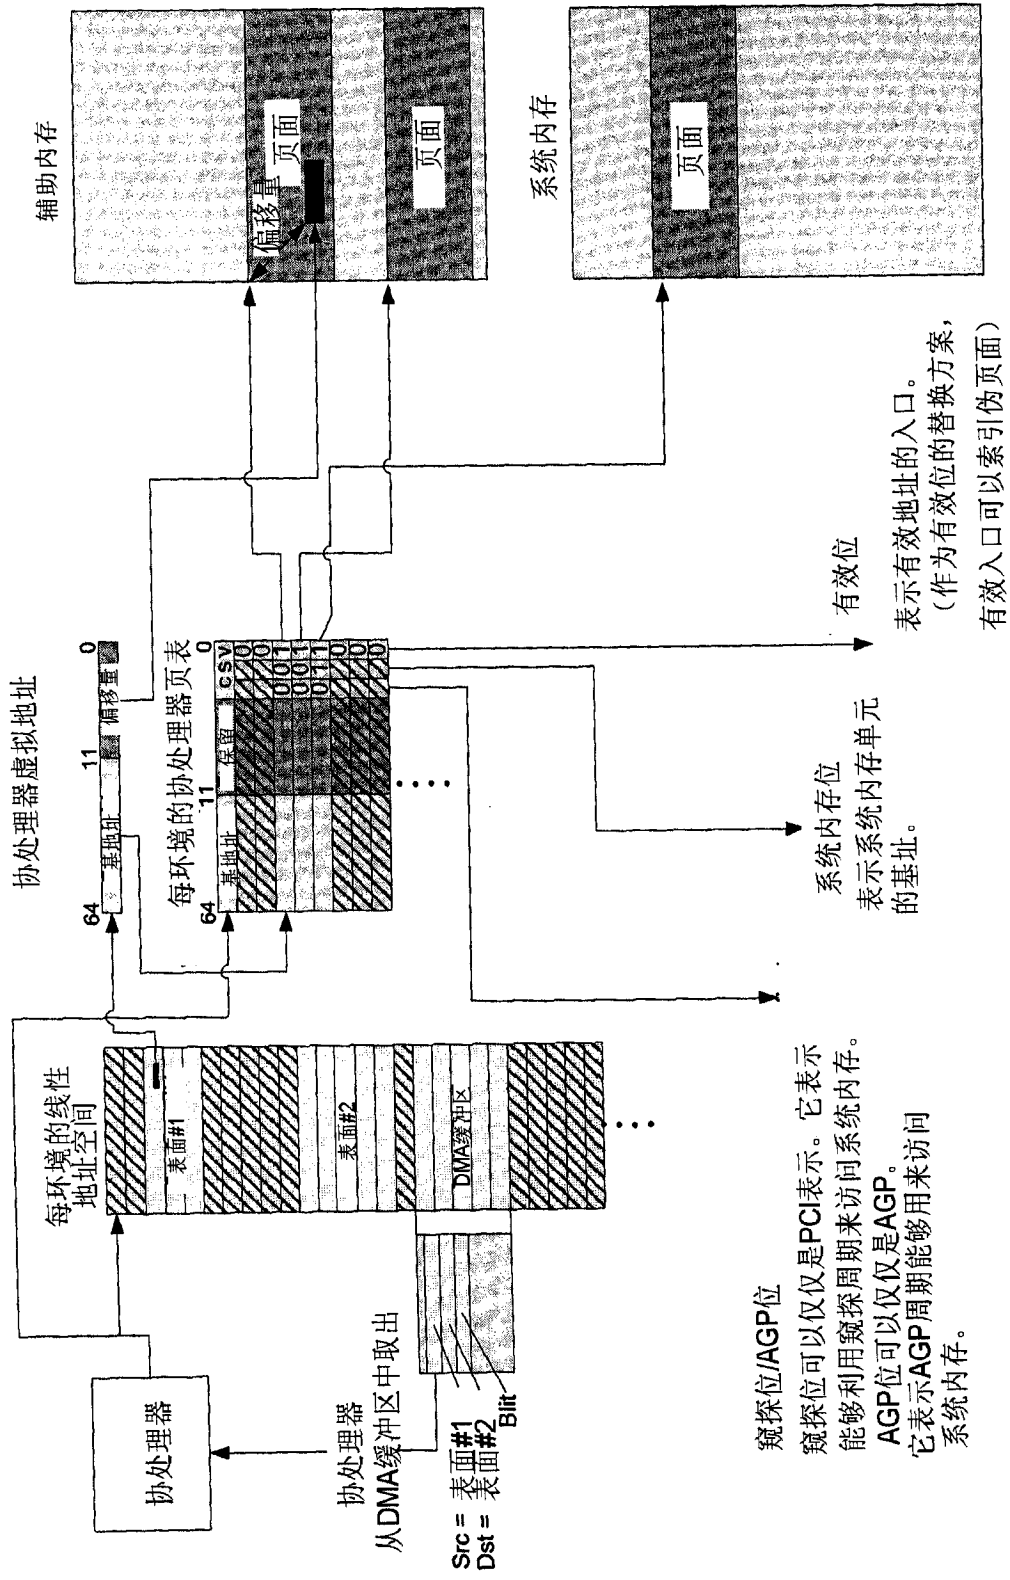 协处理器
协处理器
从DMA缓冲区中取出
Src = 表面#1
Dst = 表面#2
Blit
每环境的线性
地址空间
表面#1
表面#2
DMA缓冲区
协处理器虚拟地址
64
11
0
基地址
偏移量
每环境的协处理器页表
64
11
0
基地址
保留
c s v
0
0
0 0 1
0 0 1
0 1 1
0
0
0
辅助内存
偏移量
页面
页面
系统内存
页面
窥探位/AGP位
窥探位可以仅仅是PCI表示。它表示
能够利用窥探周期来访问系统内存。
AGP位可以仅仅是AGP。
它表示AGP周期能够用来访问
系统内存。
系统内存位
表示系统内存单元
的基址。
有效位
表示有效地址的入口。
（作为有效位的替换方案，
有效入口可以索引伪页面）